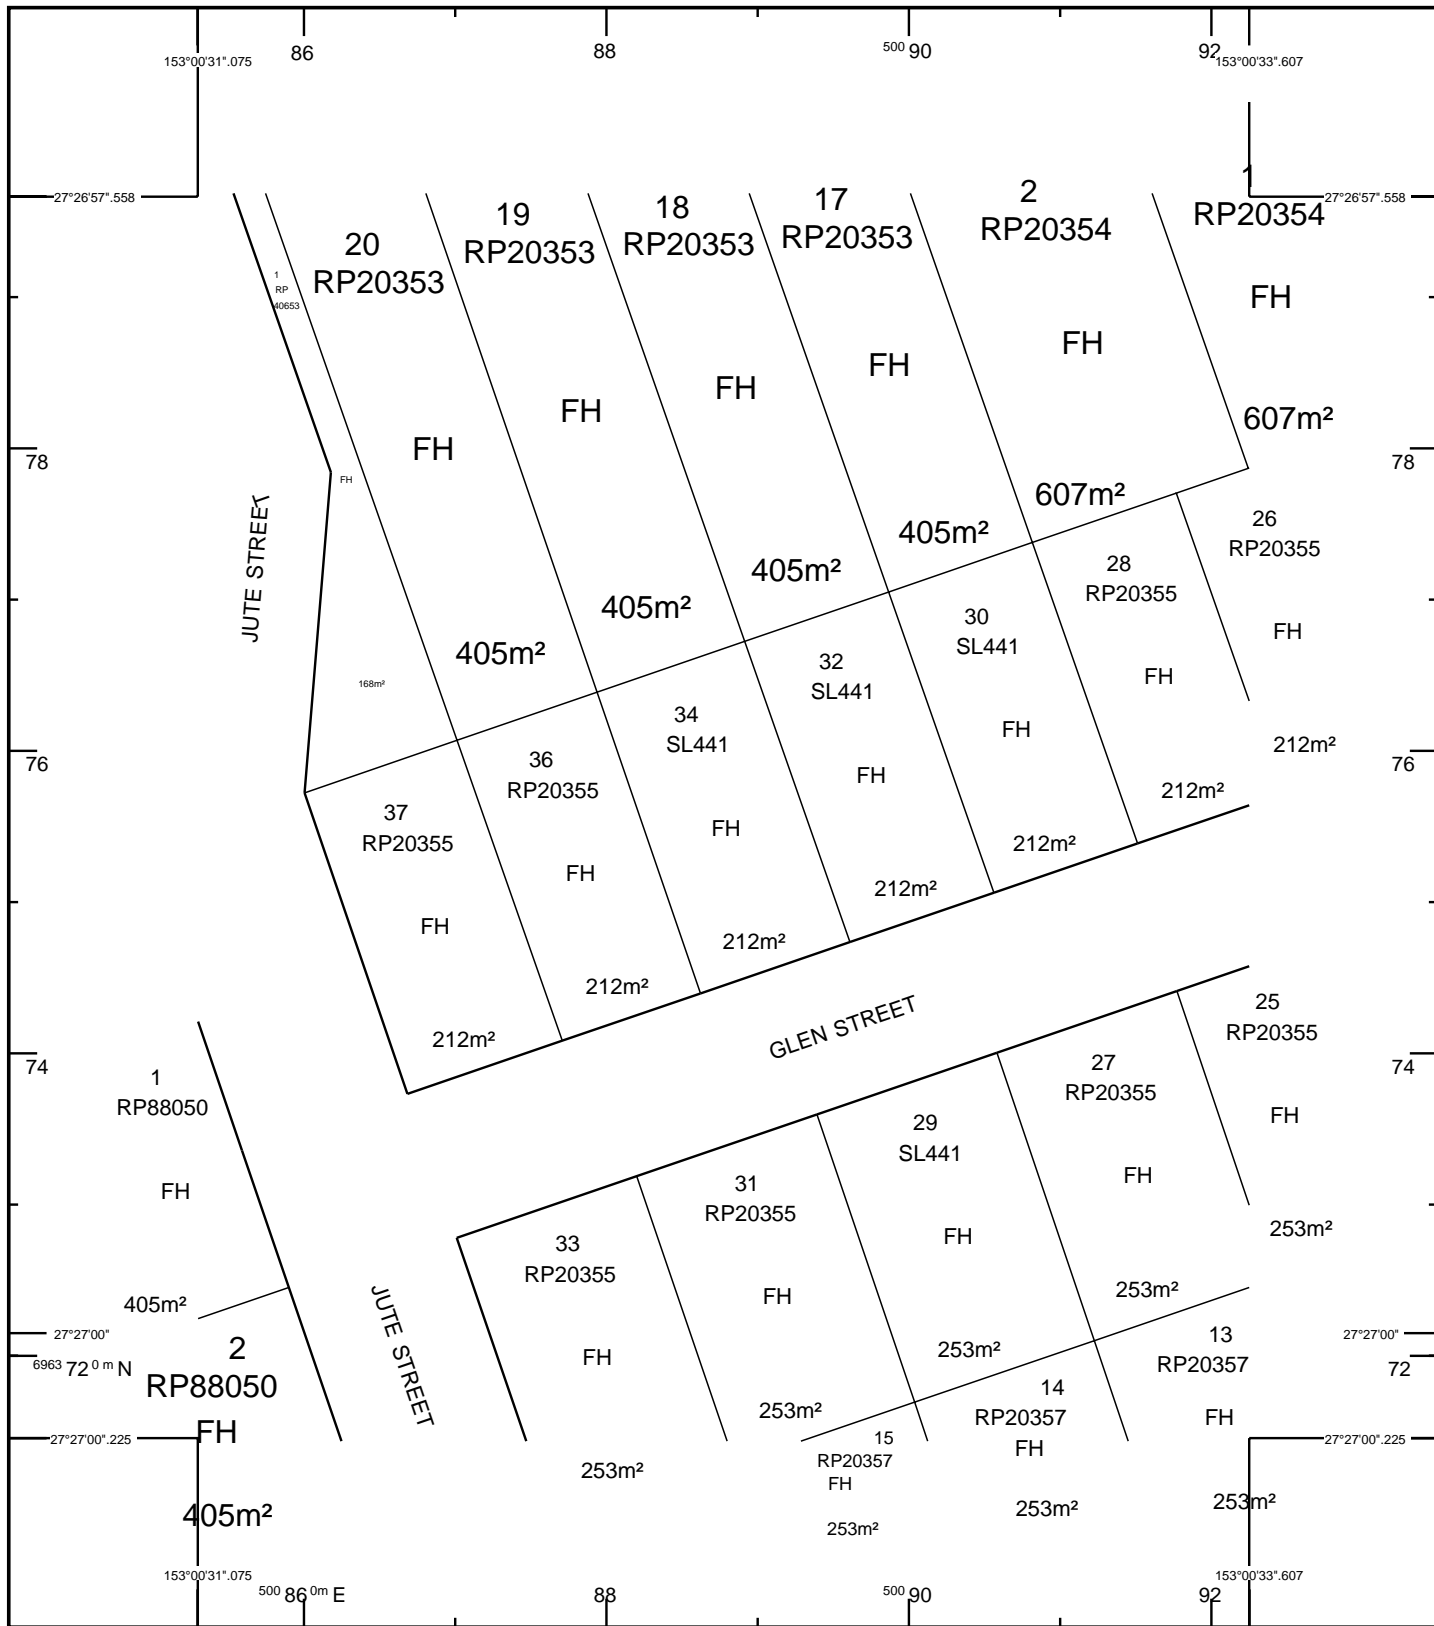 86
88
500 90
92
153°00'31".075
153°00'33".607
27°26'57".558
27°26'57".558
20
RP20353
FH
405m²
19
RP20353
FH
405m²
18
RP20353
FH
405m²
17
RP20353
FH
405m²
2
RP20354
FH
607m²
1
RP20354
FH
607m²
1
RP
40653
FH
168m²
78
78
JUTE STREET
26
RP20355
FH
212m²
28
RP20355
FH
212m²
30
SL441
FH
212m²
32
SL441
FH
212m²
34
SL441
FH
212m²
36
RP20355
FH
212m²
37
RP20355
FH
212m²
76
76
GLEN STREET
74
74
1
RP88050
FH
405m²
25
RP20355
FH
253m²
27
RP20355
FH
253m²
29
SL441
FH
253m²
31
RP20355
FH
253m²
33
RP20355
FH
253m²
JUTE STREET
27°27'00"
27°27'00"
6963 72 0 m N
72
2
RP88050
FH
405m²
13
RP20357
FH
253m²
14
RP20357
FH
253m²
15
RP20357
FH
253m²
27°27'00".225
27°27'00".225
153°00'31".075
153°00'33".607
500 86 0m E
88
500 90
92